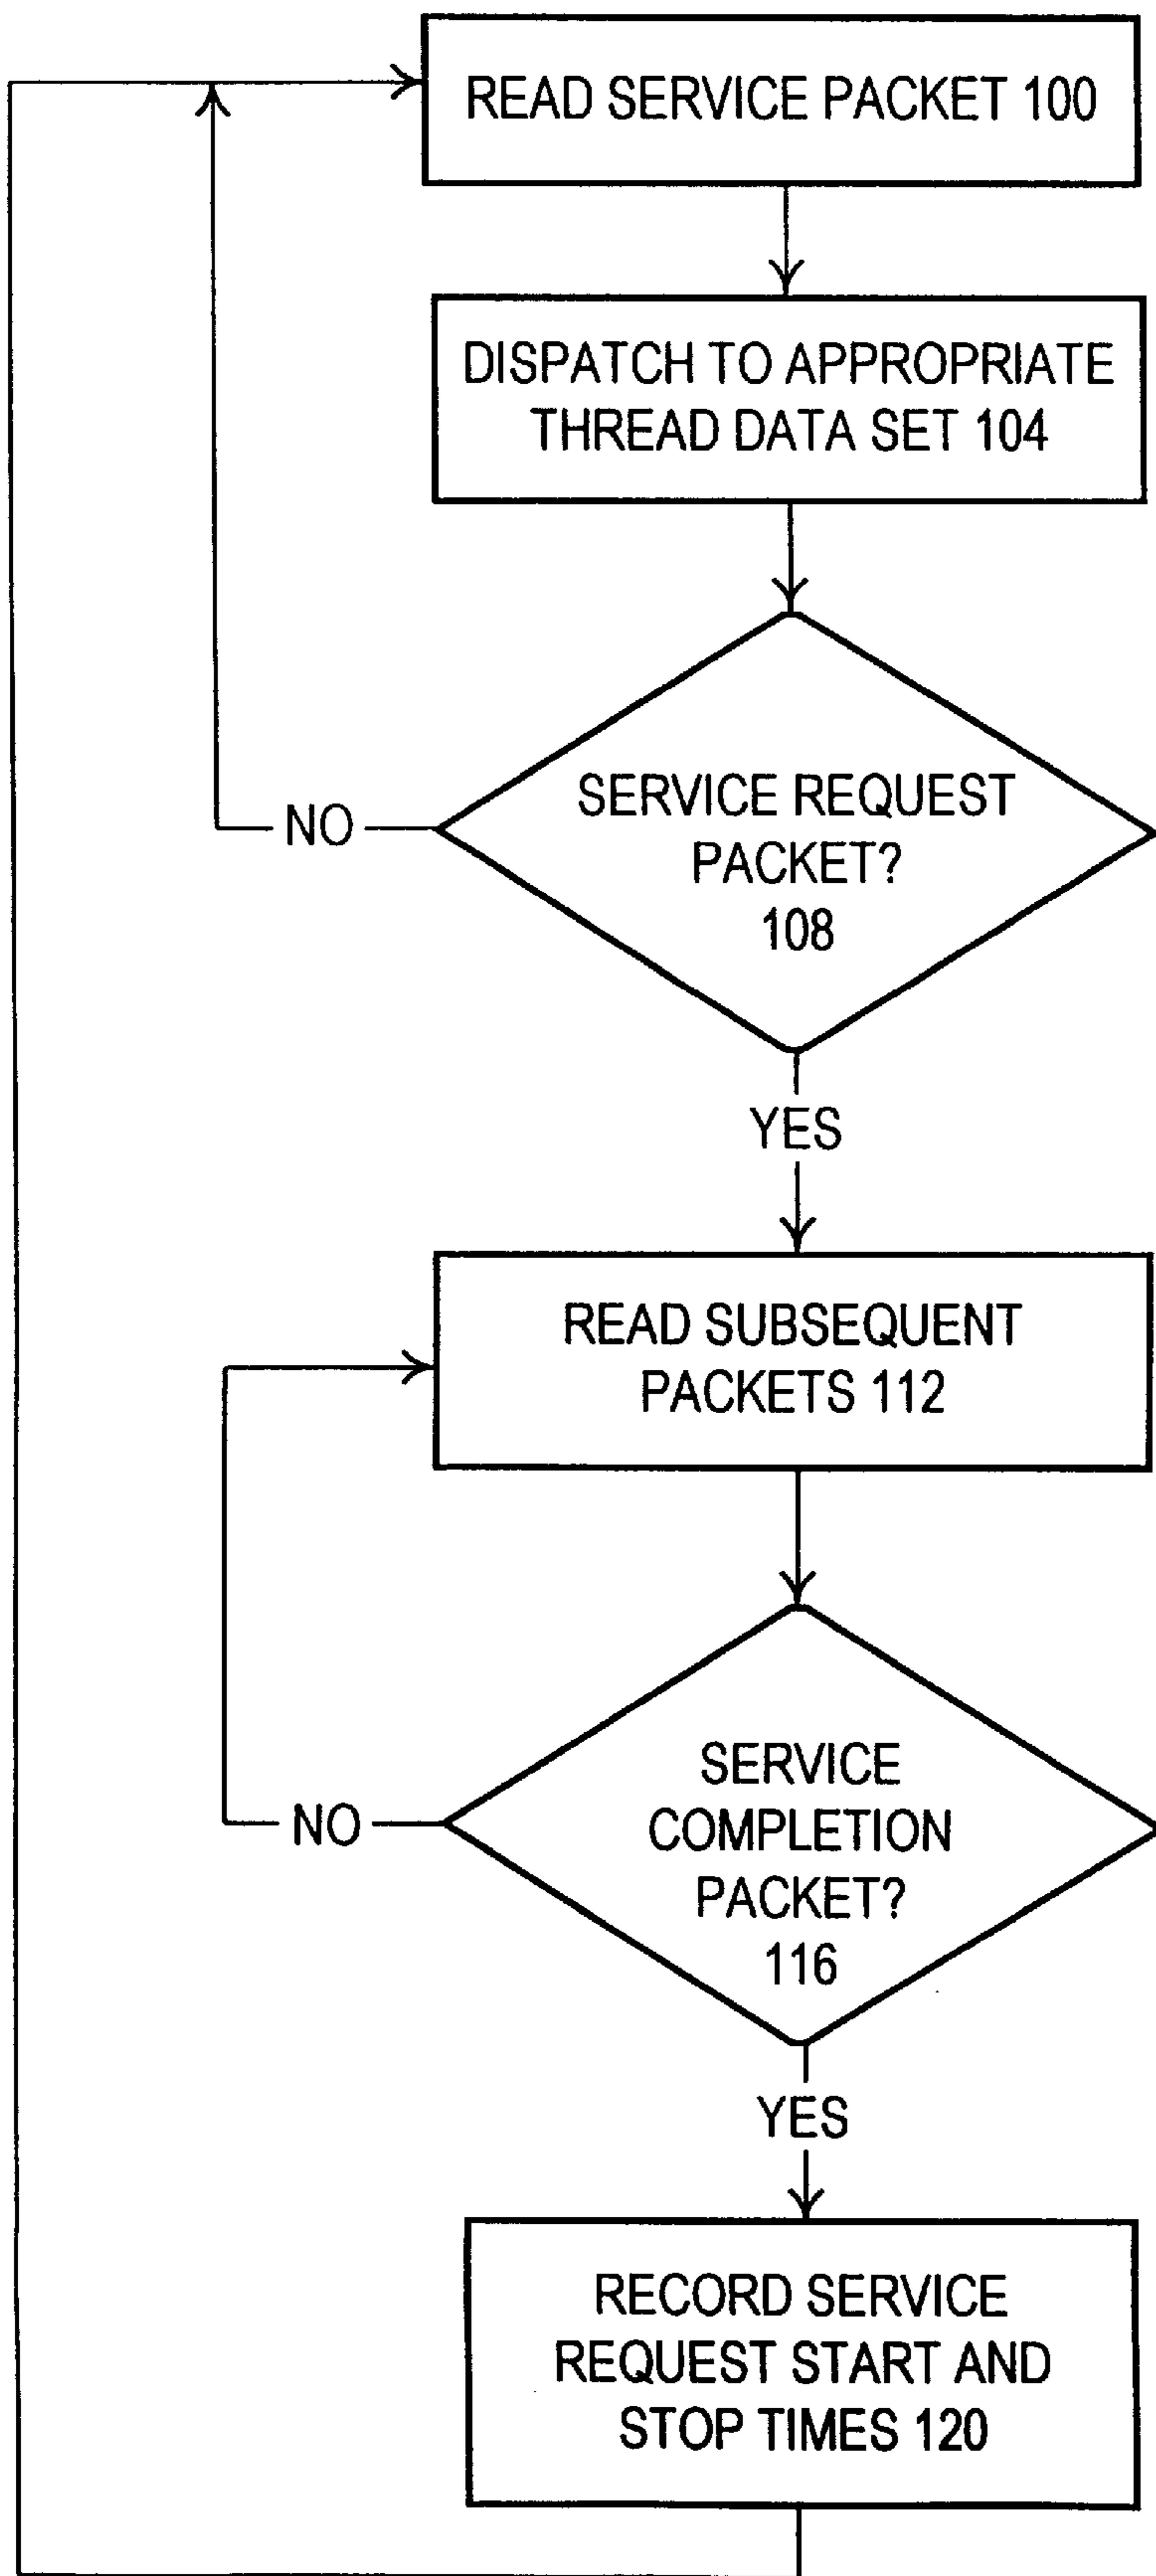 READ SERVICE PACKET 100
DISPATCH TO APPROPRIATE
THREAD DATA SET 104
SERVICE REQUEST
PACKET?
108
NO
YES
READ SUBSEQUENT
PACKETS 112
SERVICE
COMPLETION
PACKET?
116
NO
YES
RECORD SERVICE
REQUEST START AND
STOP TIMES 120